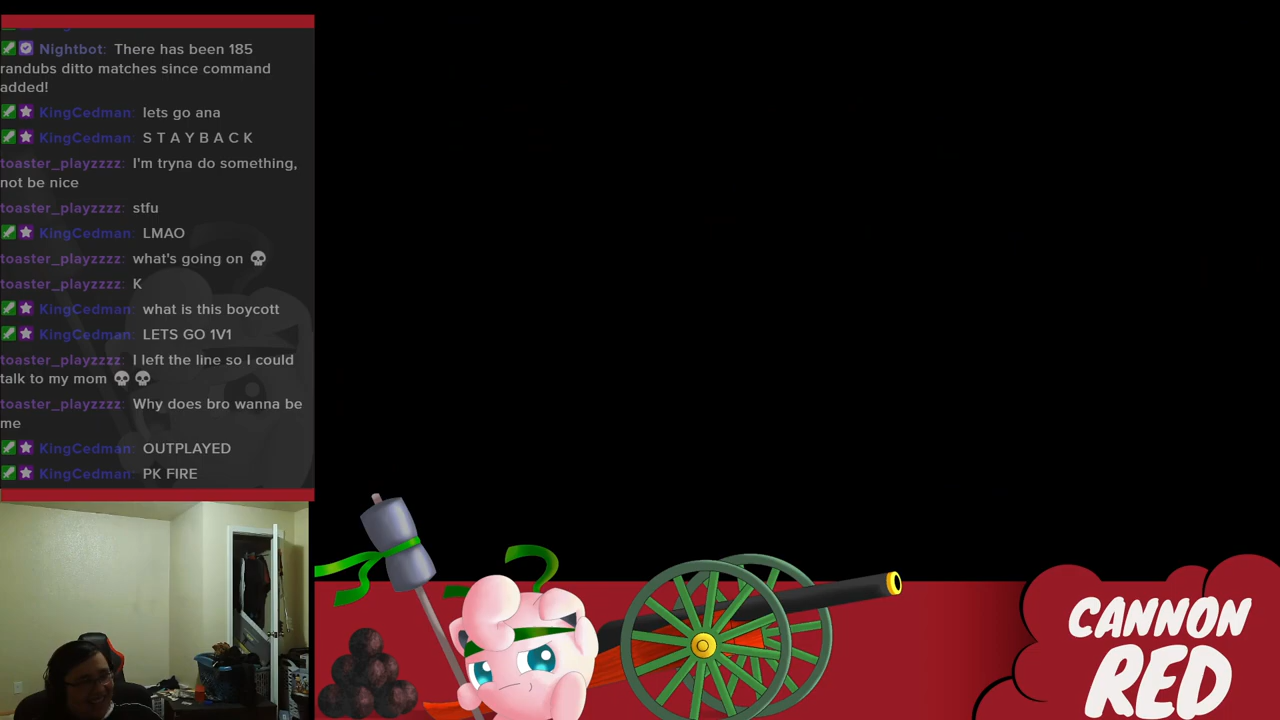 Nightbot: There has been 185
randubs ditto matches since command
added!
KingCedman: lets go ana
KingCedman: S T A Y B A C K
toaster_playzzzz: I'm tryna do something,
not be nice
toaster_playzzzz: stfu
KingCedman: LMAO
toaster_playzzzz: what's going on 💀
toaster_playzzzz: K
KingCedman: what is this boycott
KingCedman: LETS GO 1V1
toaster_playzzzz: I left the line so I could
talk to my mom 💀 💀
toaster_playzzzz: Why does bro wanna be
me
KingCedman: OUTPLAYED
KingCedman: PK FIRE
CANNON
RED